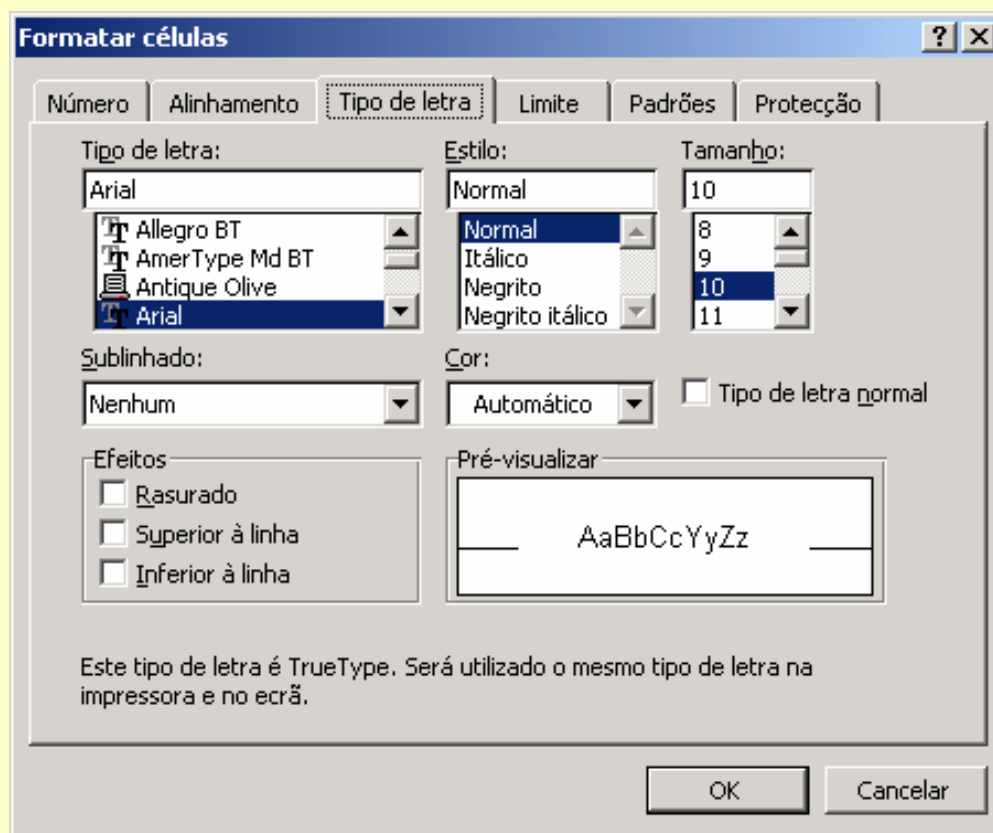 Formatar células
Número Alinhamento Tipo de letra Limite Padrões Protecção
Tipo de letra: Estilo: Tamanho:
Arial Normal 10
Allegro BT Normal 8
AmerType Md BT Itálico 9
Antique Olive Negrito 10
Arial Negrito itálico 11
Sublinhado: Cor:
Nenhum Automático Tipo de letra normal
Efeitos Pré-visualizar
Rasurado
Superior à linha AaBbCcYyZz
Inferior à linha
Este tipo de letra é TrueType. Será utilizado o mesmo tipo de letra na
impressora e no ecrã.
OK Cancelar